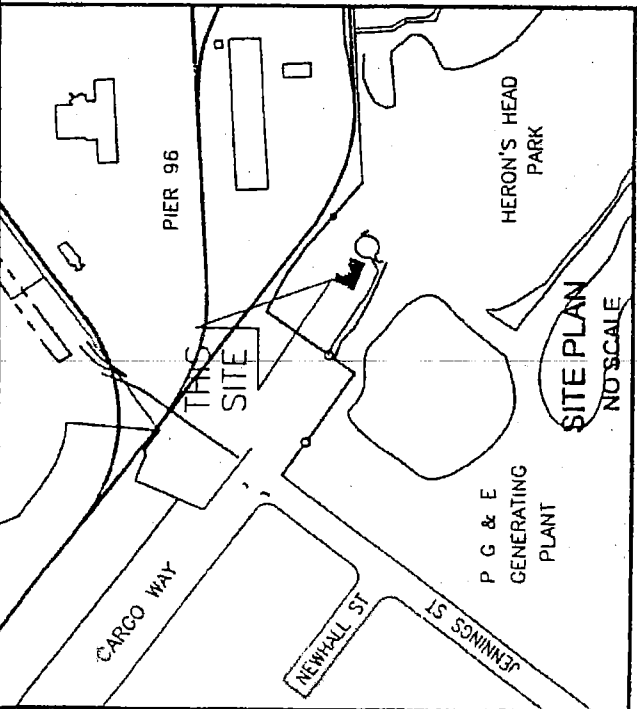 PIER 96
HERON'S HEAD
PARK
THIS
SITE
SITE PLAN
NO SCALE
P G & E
GENERATING
PLANT
CARGO WAY
NEWHALL ST
JENNINGS ST